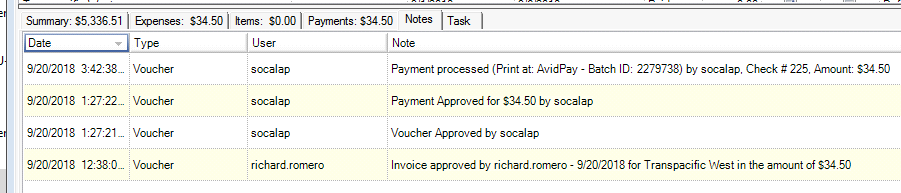 Summary: $5,336.51 Expenses: $34.50 Items: $0.00 Payments: $34.50 Notes Task
Date Type User Note
9/20/2018 3:42:38... Voucher socalap Payment processed (Print at: AvidPay - Batch ID: 2279738) by socalap, Check # 225, Amount: $34.50
9/20/2018 1:27:22... Voucher socalap Payment Approved for $34.50 by socalap
9/20/2018 1:27:21... Voucher socalap Voucher Approved by socalap
9/20/2018 12:38:0... Voucher richard.romero Invoice approved by richard.romero - 9/20/2018 for Transpacific West in the amount of $34.50